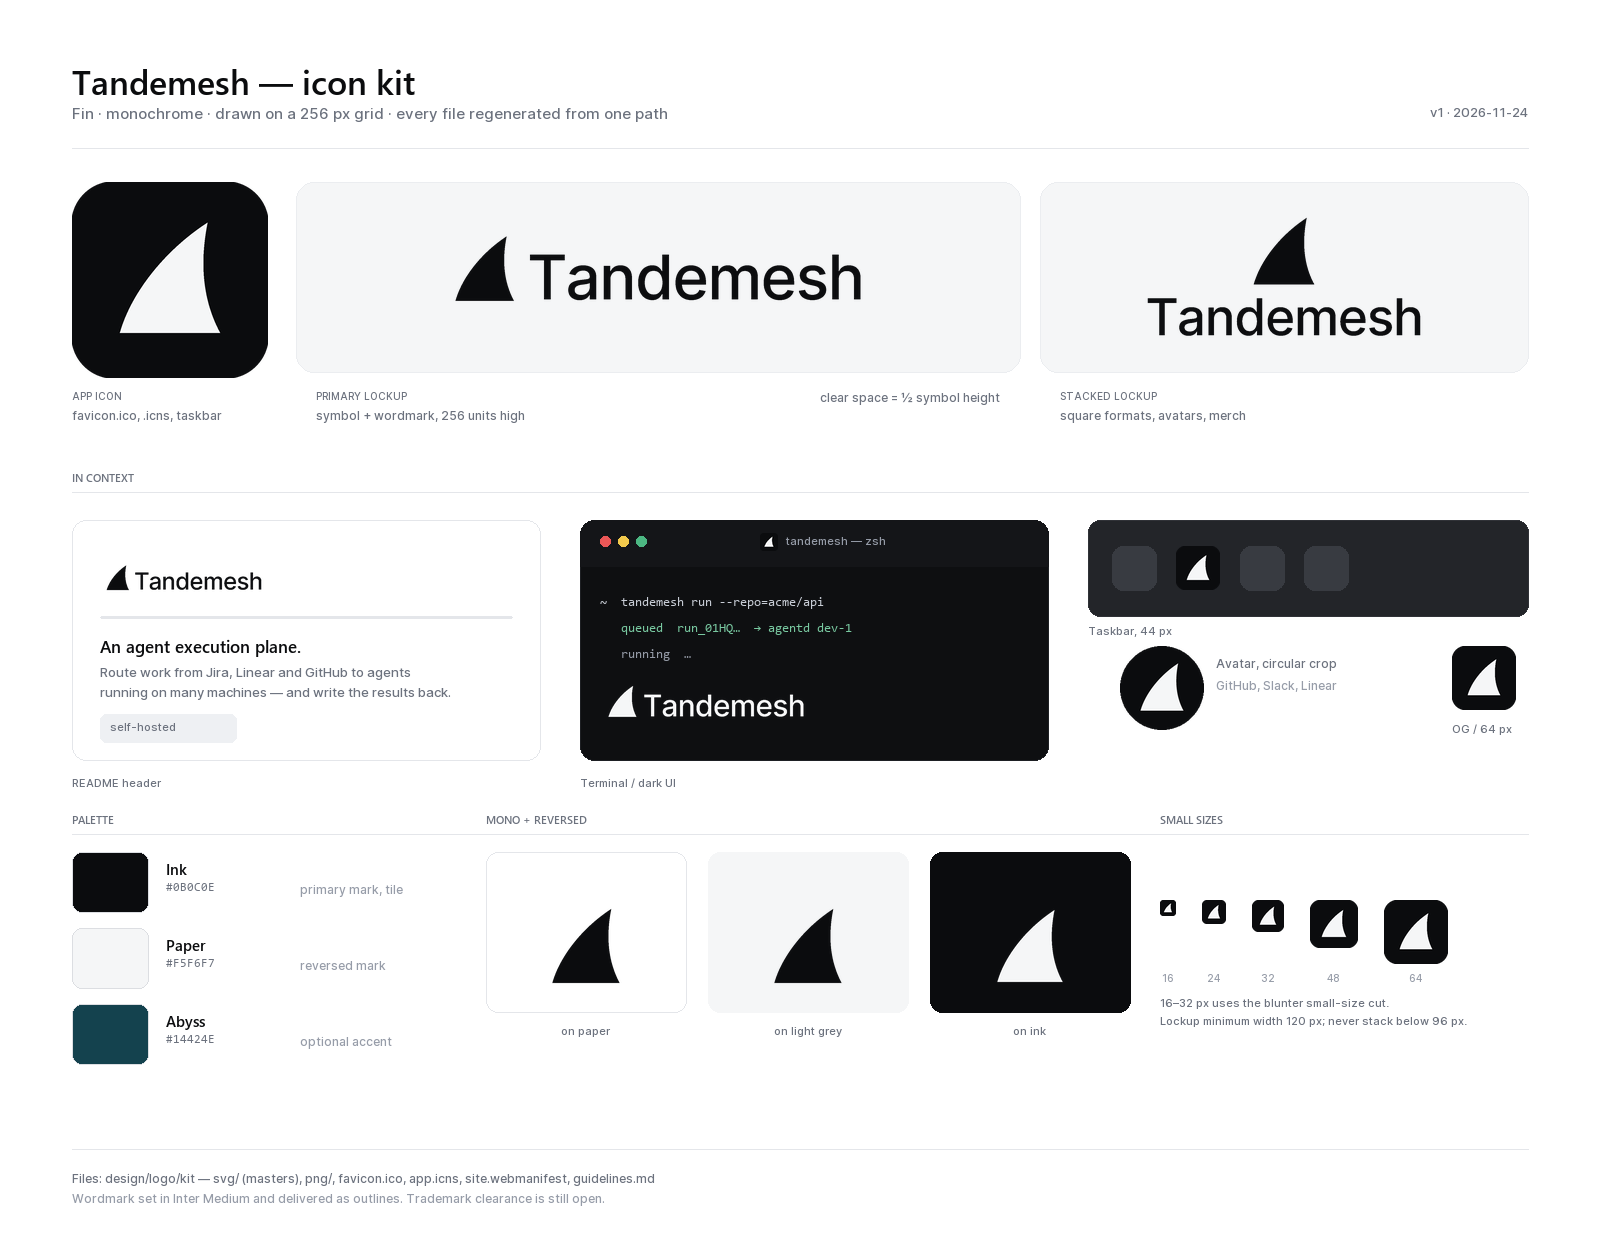 Tandemesh — icon kit
Fin · monochrome · drawn on a 256 px grid · every file regenerated from one path
v1 · 2026-11-24
Tandemesh
Tandemesh
APP ICON
favicon.ico, .icns, taskbar
PRIMARY LOCKUP
symbol + wordmark, 256 units high
clear space = ½ symbol height
STACKED LOCKUP
square formats, avatars, merch
IN CONTEXT
Tandemesh
An agent execution plane.
Route work from Jira, Linear and GitHub to agents
running on many machines — and write the results back.
self-hosted
README header
tandemesh — zsh
~ tandemesh run --repo=acme/api
queued run_01HQ… → agentd dev-1
running …
Tandemesh
Terminal / dark UI
Taskbar, 44 px
Avatar, circular crop
GitHub, Slack, Linear
OG / 64 px
PALETTE
Ink
#0B0C0E
primary mark, tile
Paper
#F5F6F7
reversed mark
Abyss
#14424E
optional accent
MONO + REVERSED
on paper
on light grey
on ink
SMALL SIZES
16 24 32 48 64
16–32 px uses the blunter small-size cut.
Lockup minimum width 120 px; never stack below 96 px.
Files: design/logo/kit — svg/ (masters), png/, favicon.ico, app.icns, site.webmanifest, guidelines.md
Wordmark set in Inter Medium and delivered as outlines. Trademark clearance is still open.